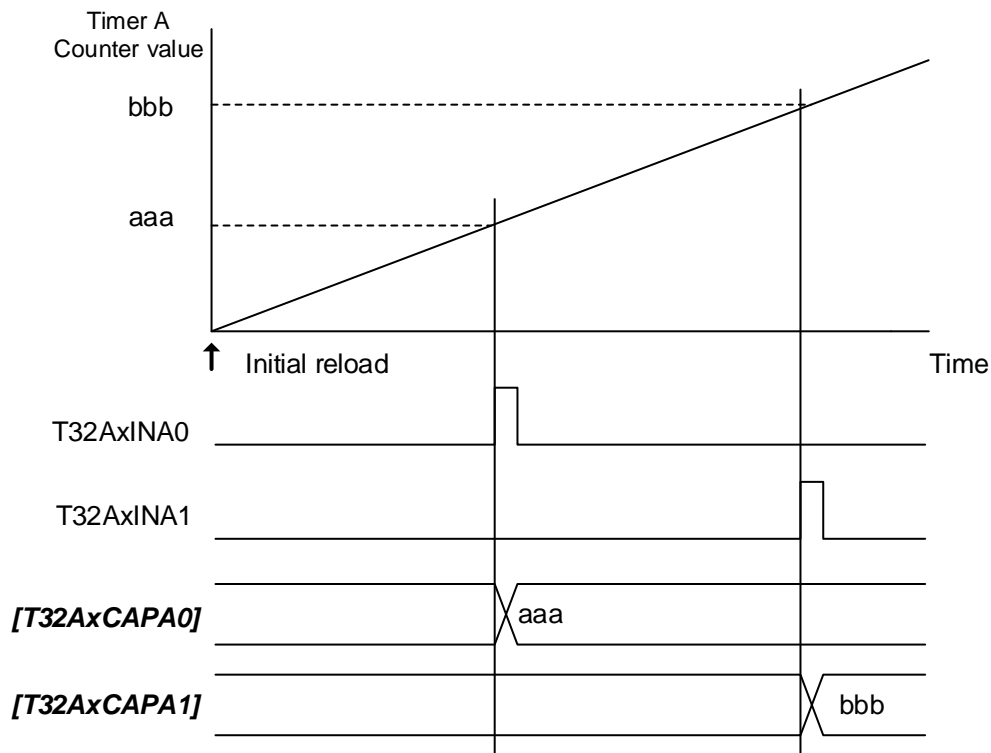 Timer A
Counter value
bbb
aaa
Initial reload
Time
T32AxINA0
T32AxINA1
[T32AxCAPA0]
aaa
[T32AxCAPA1]
bbb